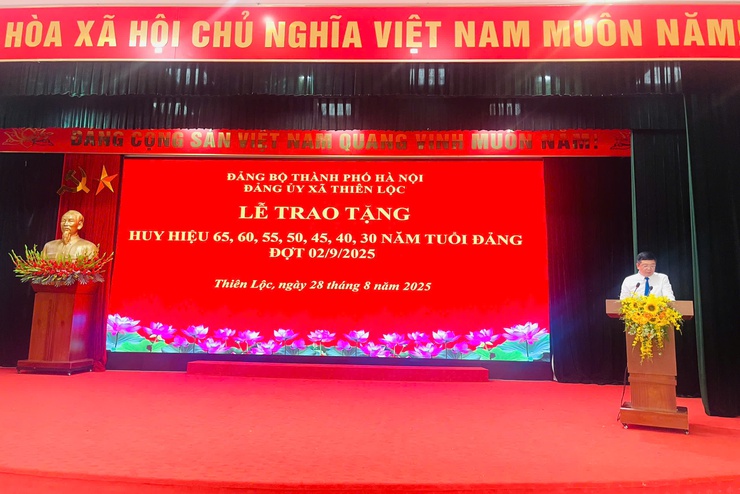 HÒA XÃ HỘI CHỦ NGHĨA VIỆT NAM MUÔN NĂM!
ĐẢNG CỘNG SẢN VIỆT NAM QUANG VINH MUÔN NĂM!
ĐẢNG BỘ THÀNH PHỐ HÀ NỘI
ĐẢNG ỦY XÃ THIÊN LỘC
LỄ TRAO TẶNG
HUY HIỆU 65, 60, 55, 50, 45, 40, 30 NĂM TUỔI ĐẢNG
ĐỢT 02/9/2025
Thiên Lộc, ngày 28 tháng 8 năm 2025